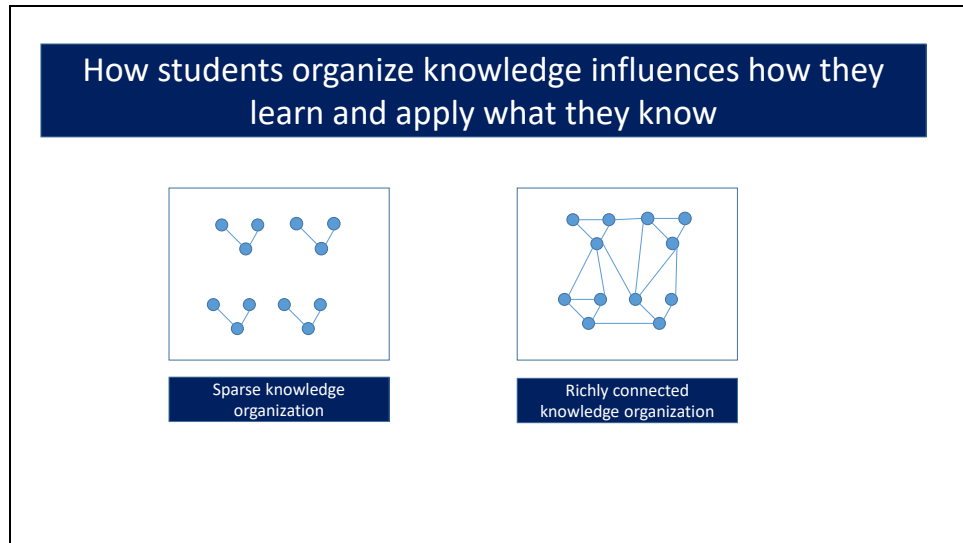 How students organize knowledge influences how they
learn and apply what they know
Sparse knowledge
organization
Richly connected
knowledge organization